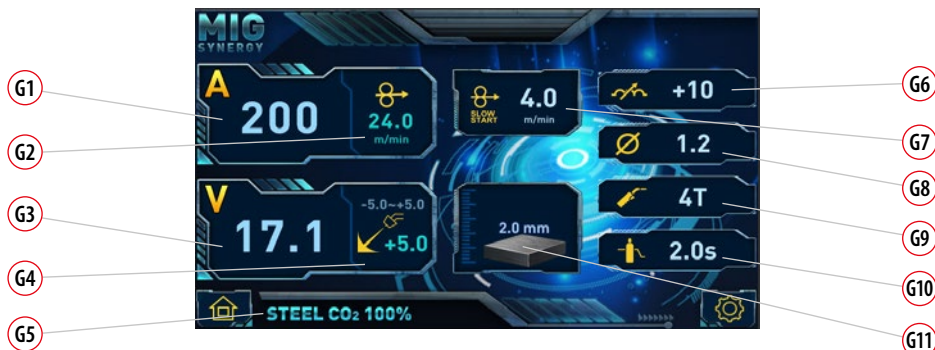 MIG
SYNERGY
G1
A
200
24.0
m/min
G2
SLOW
START
4.0
m/min
+10
G6
G7
1.2
G8
G3
V
17.1
-5.0~+5.0
+5.0
G4
2.0 mm
4T
G9
2.0s
G10
G5
STEEL CO₂ 100%
G11